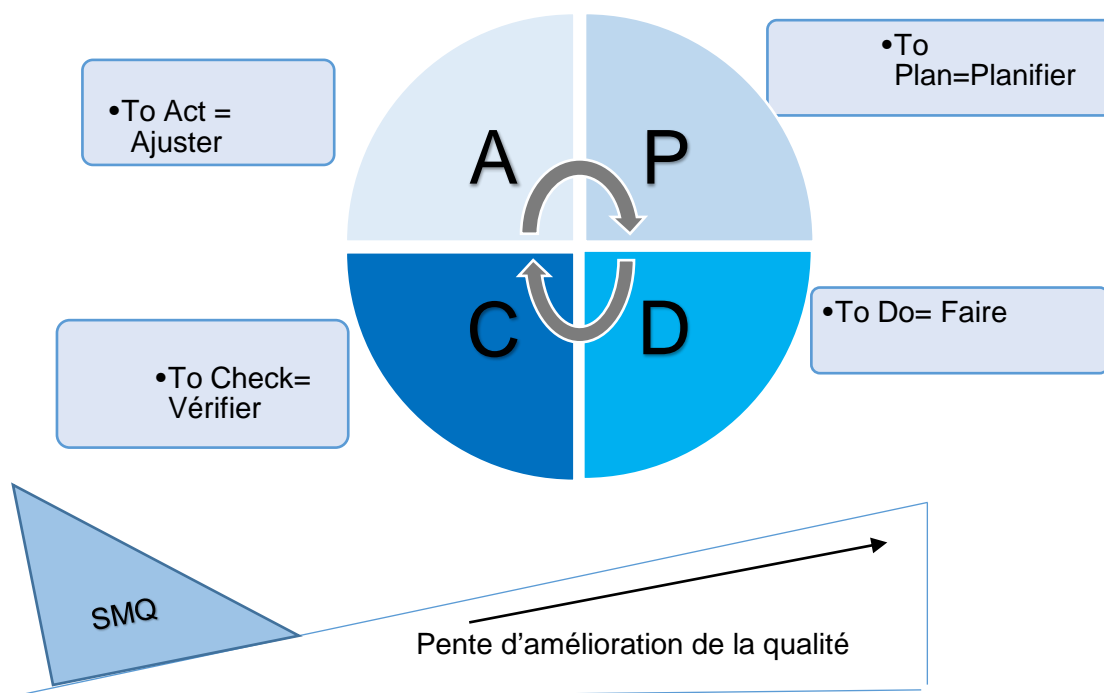 •To
Plan=Planifier
•To Act =
Ajuster
A
P
C
D
•To Do= Faire
•To Check=
Vérifier
SMQ
Pente d’amélioration de la qualité